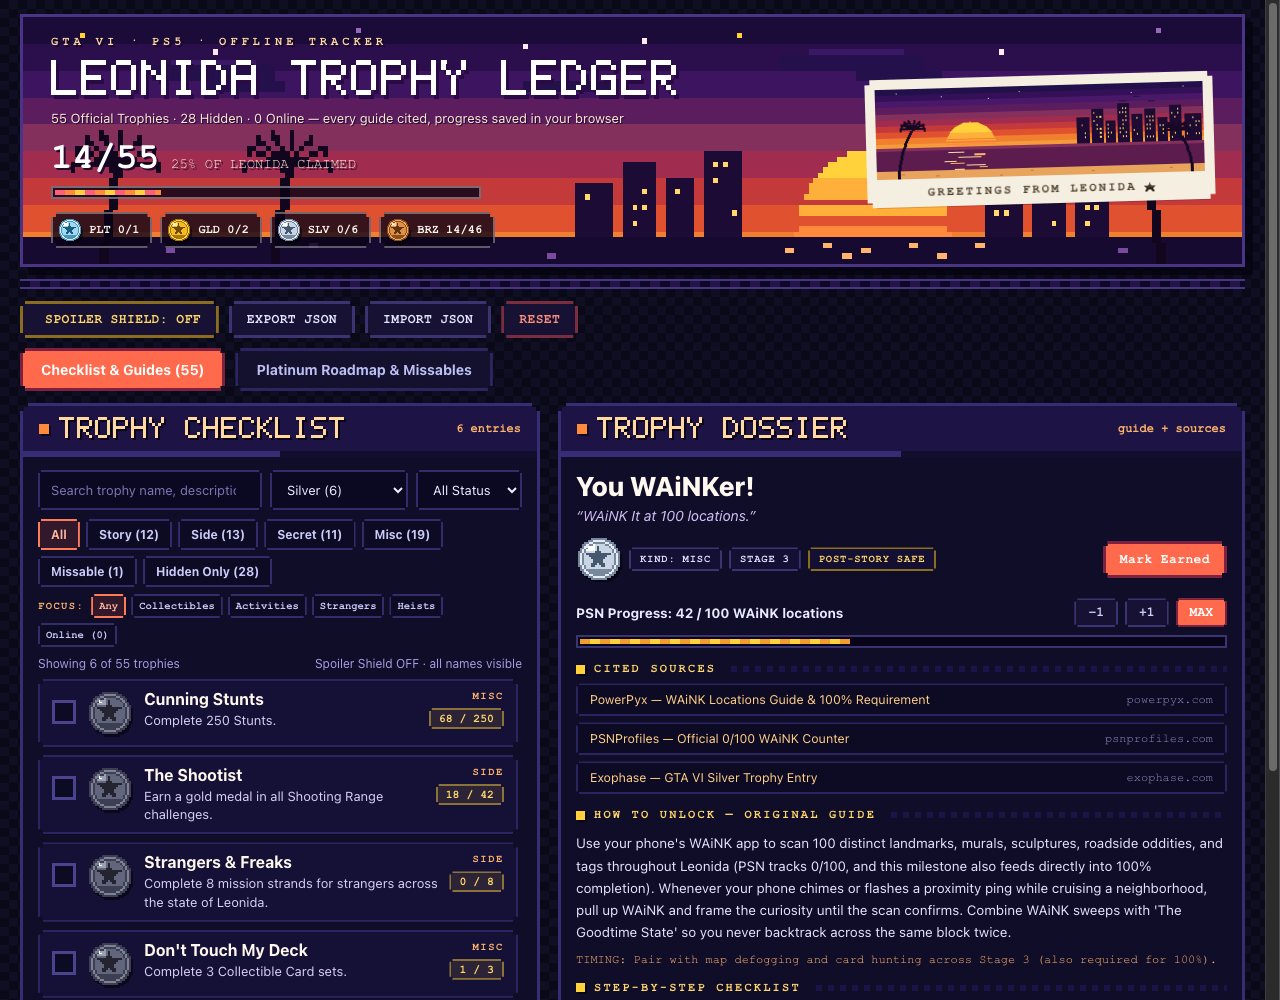 GTA VI · PS5 · OFFLINE TRACKER
LEONIDA TROPHY LEDGER
55 Official Trophies · 28 Hidden · 0 Online — every guide cited, progress saved in your browser
14/55 25% OF LEONIDA CLAIMED
PLT 0/1 GLD 0/2 SLV 0/6 BRZ 14/46
GREETINGS FROM LEONIDA ★
SPOILER SHIELD: OFF EXPORT JSON IMPORT JSON RESET
Checklist & Guides (55) Platinum Roadmap & Missables
TROPHY CHECKLIST 6 entries
Search trophy name, descriptic Silver (6) All Status
All Story (12) Side (13) Secret (11) Misc (19)
Missable (1) Hidden Only (28)
FOCUS: Any Collectibles Activities Strangers Heists
Online (0)
Showing 6 of 55 trophies Spoiler Shield OFF · all names visible
Cunning Stunts MISC
Complete 250 Stunts. 68 / 250
The Shootist SIDE
Earn a gold medal in all Shooting Range 18 / 42
challenges.
Strangers & Freaks SIDE
Complete 8 mission strands for strangers across 0 / 8
the state of Leonida.
Don't Touch My Deck MISC
Complete 3 Collectible Card sets. 1 / 3
TROPHY DOSSIER guide + sources
You WAiNKer!
“WAiNK It at 100 locations.”
KIND: MISC STAGE 3 POST-STORY SAFE Mark Earned
PSN Progress: 42 / 100 WAiNK locations −1 +1 MAX
CITED SOURCES
PowerPyx — WAiNK Locations Guide & 100% Requirement powerpyx.com
PSNProfiles — Official 0/100 WAiNK Counter psnprofiles.com
Exophase — GTA VI Silver Trophy Entry exophase.com
HOW TO UNLOCK — ORIGINAL GUIDE
Use your phone's WAiNK app to scan 100 distinct landmarks, murals, sculptures, roadside oddities, and
tags throughout Leonida (PSN tracks 0/100, and this milestone also feeds directly into 100%
completion). Whenever your phone chimes or flashes a proximity ping while cruising a neighborhood,
pull up WAiNK and frame the curiosity until the scan confirms. Combine WAiNK sweeps with 'The
Goodtime State' so you never backtrack across the same block twice.
TIMING: Pair with map defogging and card hunting across Stage 3 (also required for 100%).
STEP-BY-STEP CHECKLIST